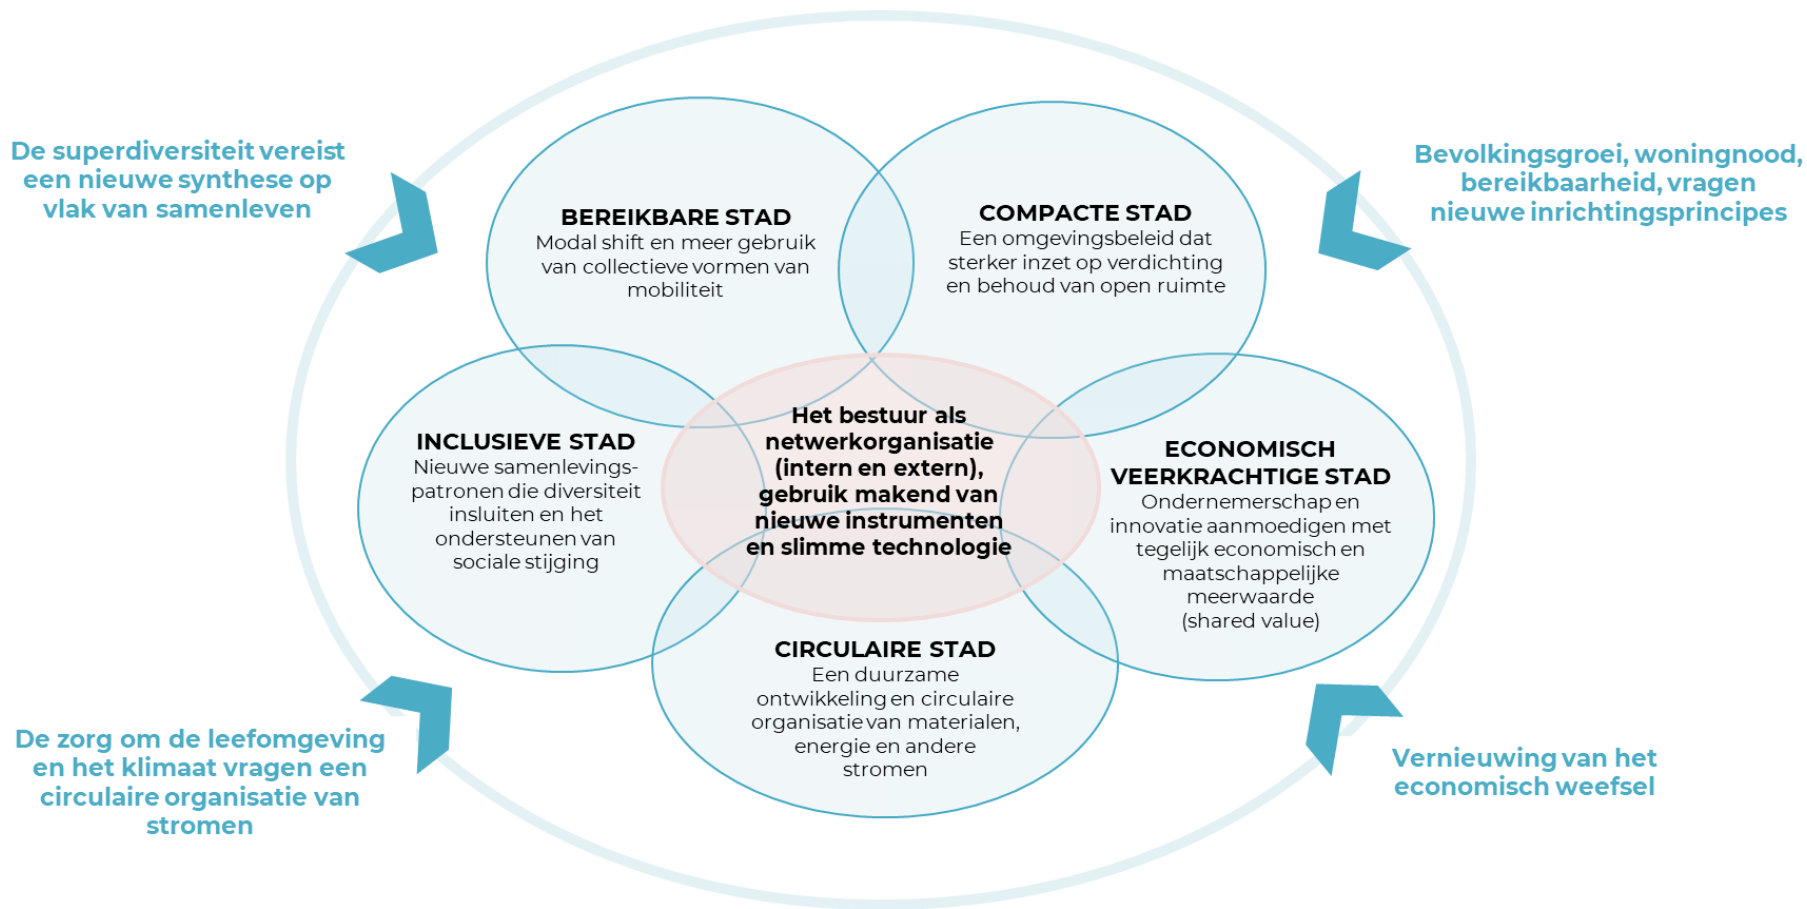 De superdiversiteit vereist
een nieuwe synthese op
vlak van samenleven
Bevolkingsgroei, woningnood,
bereikbaarheid, vragen
nieuwe inrichtingsprincipes
BEREIKBARE STAD
Modal shift en meer gebruik
van collectieve vormen van
mobiliteit
COMPACTE STAD
Een omgevingsbeleid dat
sterker inzet op verdichting
en behoud van open ruimte
INCLUSIEVE STAD
Nieuwe samenlevings-
patronen die diversiteit
insluiten en het
ondersteunen van
sociale stijging
Het bestuur als
netwerkorganisatie
(intern en extern),
gebruik makend van
nieuwe instrumenten
en slimme technologie
ECONOMISCH
VEERKRACHTIGE STAD
Ondernemerschap en
innovatie aanmoedigen met
tegelijk economisch en
maatschappelijke
meerwaarde
(shared value)
CIRCULAIRE STAD
Een duurzame
ontwikkeling en circulaire
organisatie van materialen,
energie en andere
stromen
De zorg om de leefomgeving
en het klimaat vragen een
circulaire organisatie van
stromen
Vernieuwing van het
economisch weefsel